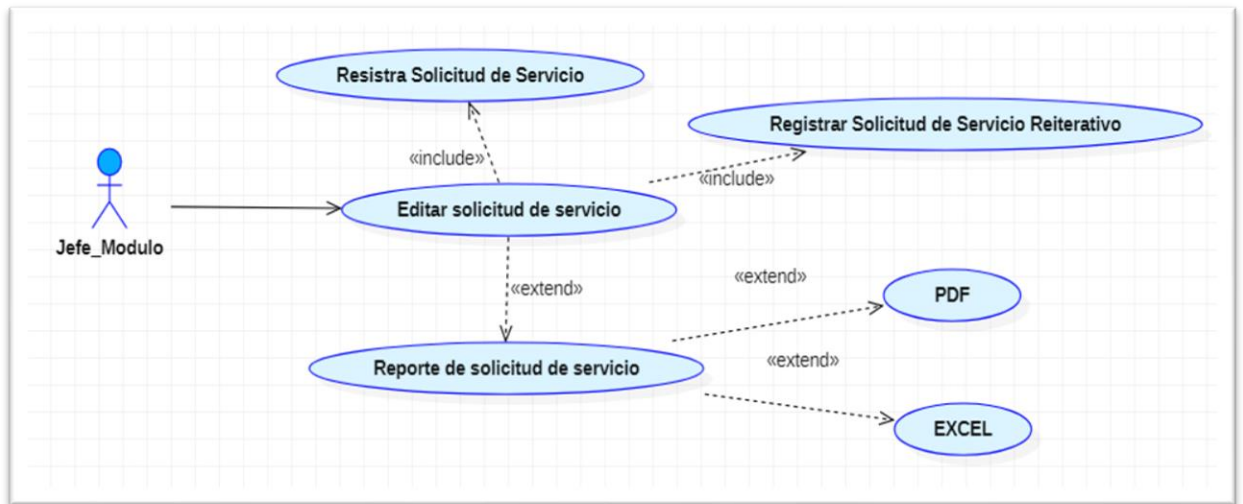 Resistra Solicitud de Servicio
Registrar Solicitud de Servicio Reiterativo
«include»
«include»
Editar solicitud de servicio
Jefe_Modulo
«extend»
«extend»
PDF
Reporte de solicitud de servicio
«extend»
EXCEL